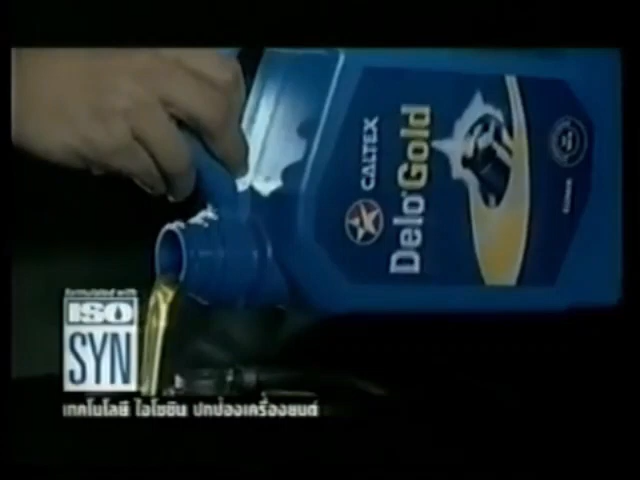 CALTEX
Delo Gold
Formulated with
ISO
SYN
เทคโนโลยี ไอโซซิน ปกป้องเครื่องยนต์